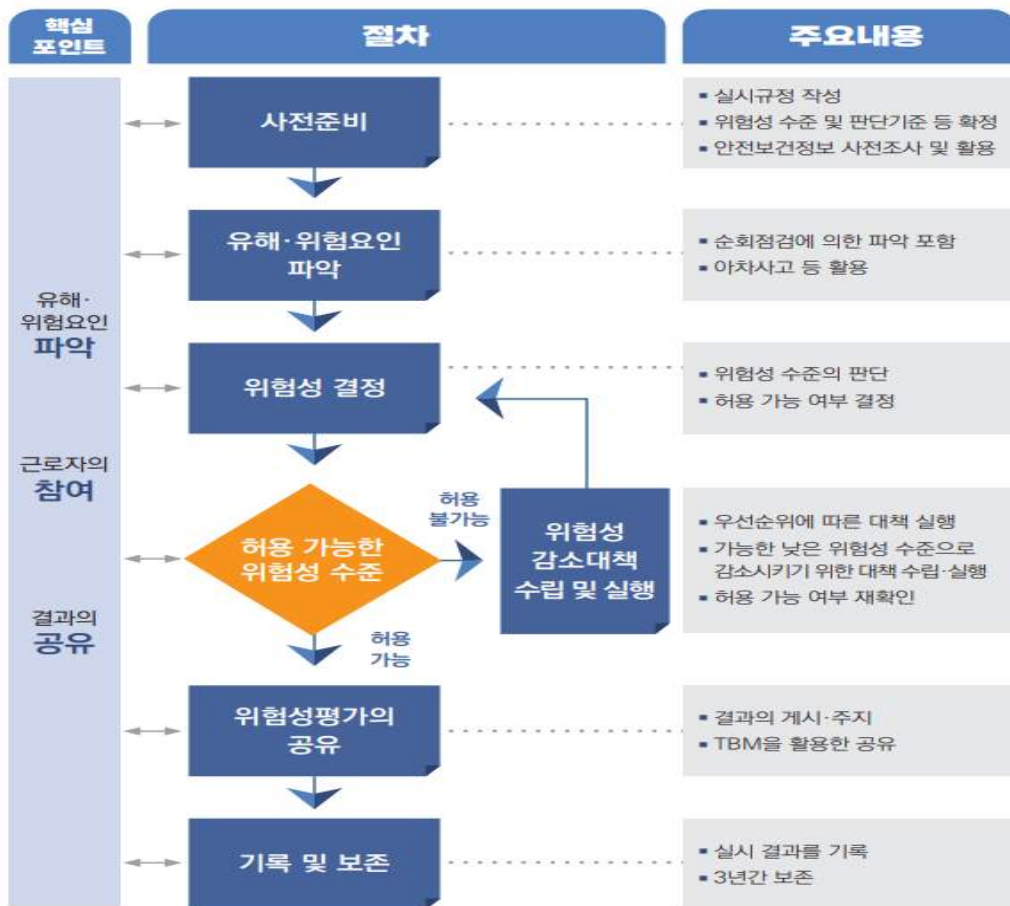 핵심
포인트
절차
주요내용
유해·
위험요인
파악
근로자의
참여
결과의
공유
사전준비
▪ 실시규정 작성
▪ 위험성 수준 및 판단기준 등 확정
▪ 안전보건정보 사전조사 및 활용
유해·위험요인
파악
▪ 순회점검에 의한 파악 포함
▪ 아차사고 등 활용
위험성 결정
▪ 위험성 수준의 판단
▪ 허용 가능 여부 결정
허용 가능한
위험성 수준
허용
불가능
위험성
감소대책
수립 및 실행
▪ 우선순위에 따른 대책 실행
▪ 가능한 낮은 위험성 수준으로
감소시키기 위한 대책 수립·실행
▪ 허용 가능 여부 재확인
허용
가능
위험성평가의
공유
▪ 결과의 게시·주지
▪ TBM을 활용한 공유
기록 및 보존
▪ 실시 결과를 기록
▪ 3년간 보존